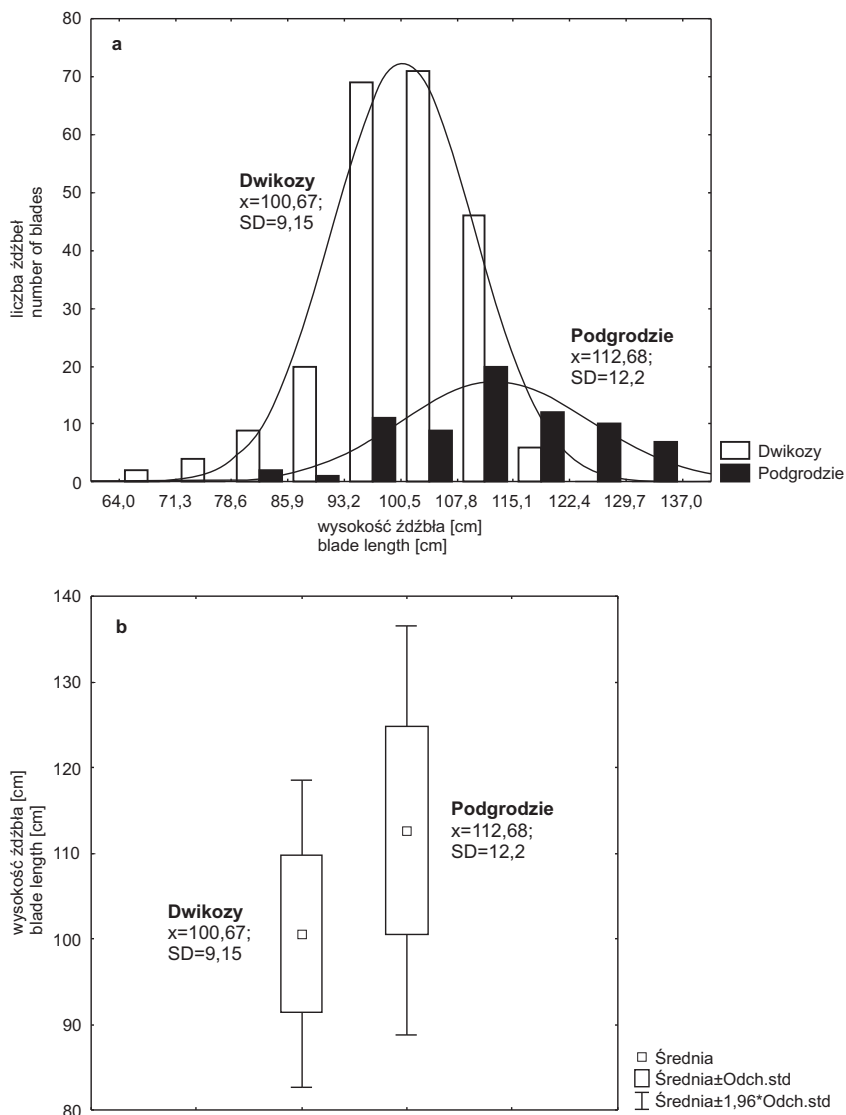 80
a
70
60
50
40
30
20
10
0
liczba źdźbeł
number of blades
Dwikozy
x=100,67;
SD=9,15
Podgrodzie
x=112,68;
SD=12,2
Dwikozy
Podgrodzie
64,0 71,3 78,6 85,9 93,2 100,5 107,8 115,1 122,4 129,7 137,0
wysokość źdźbła [cm]
blade length [cm]
140
b
130
120
110
100
90
80
wysokość źdźbła [cm]
blade length [cm]
Podgrodzie
x=112,68;
SD=12,2
Dwikozy
x=100,67;
SD=9,15
Średnia
Średnia±Odch.std
Średnia±1,96*Odch.std